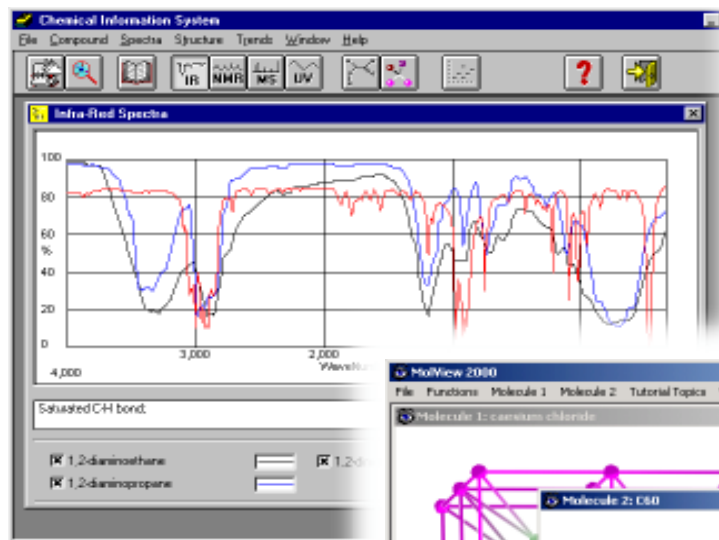 Chemical Information System
File Compound Spectra Structure Trends Window Help
IR NMR MS UV
Infra-Red Spectra
100
80
60
%
40
20
0
4,000 3,000 2,000
Saturated C-H bond:
1,2-diaminoethane
1,2-diaminopropane
MolView 2000
File Functions Molecule 1 Molecule 2 Tutorial Topics
Molecule 1: caesium chloride
Molecule 2: C60